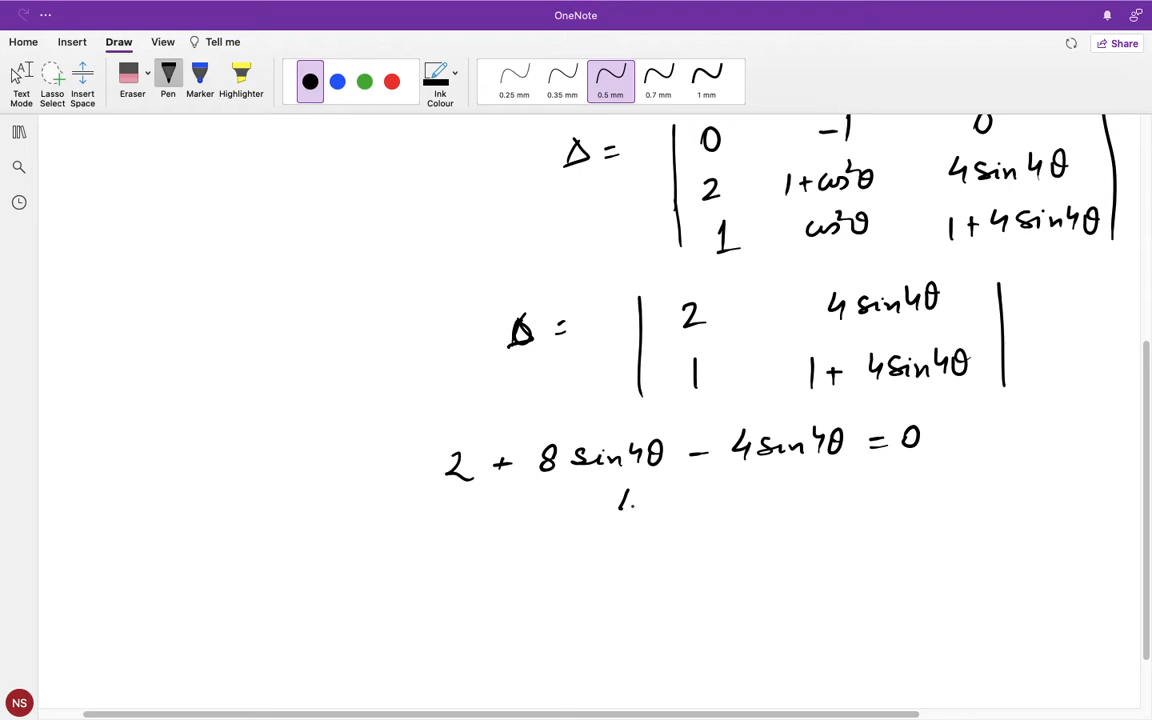 OneNote
Home Insert Draw View Tell me
Share
Text Mode Lasso Select Insert Space Eraser Pen Marker Highlighter Ink Colour 0.25 mm 0.35 mm 0.5 mm 0.7 mm 1 mm
0 -1 0
Δ = 2 1+cos²θ 4sin4θ
1 cos²θ 1+4sin4θ
Δ = 2 4sin4θ
1 1+ 4sin4θ
2 + 8 sin4θ - 4sin4θ = 0
NS